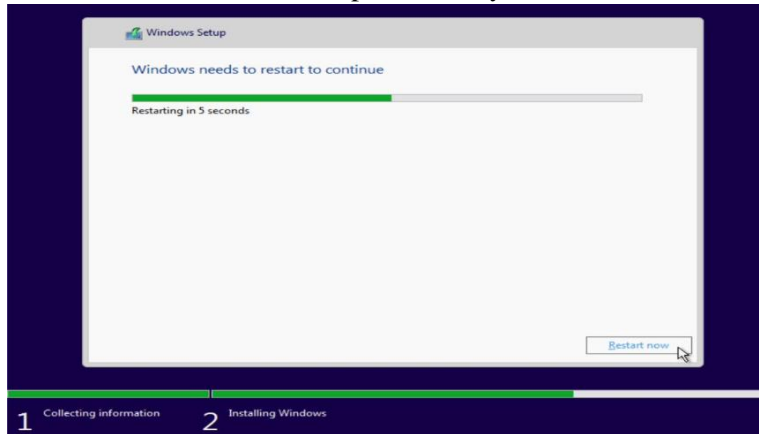 Windows Setup
Windows needs to restart to continue
Restarting in 5 seconds
Restart now
1 Collecting information 2 Installing Windows